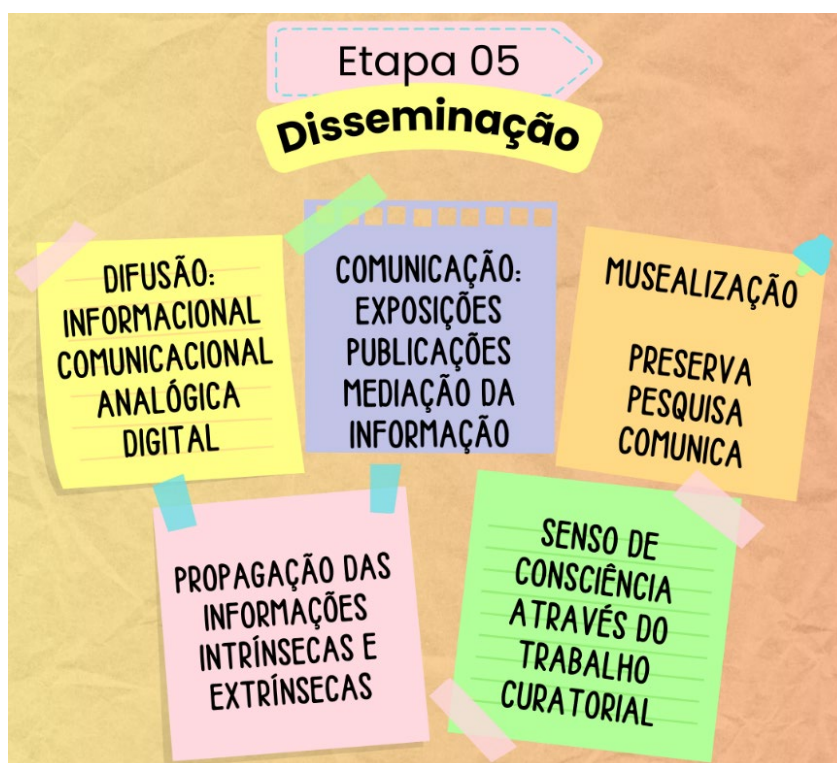 Etapa 05
Disseminação
DIFUSÃO:
INFORMACIONAL
COMUNICACIONAL
ANALÓGICA
DIGITAL
COMUNICAÇÃO:
EXPOSIÇÕES
PUBLICAÇÕES
MEDIAÇÃO DA
INFORMAÇÃO
MUSEALIZAÇÃO
PRESERVA
PESQUISA
COMUNICA
PROPAGAÇÃO DAS
INFORMAÇÕES
INTRÍNSECAS E
EXTRÍNSECAS
SENSO DE
CONSCIÊNCIA
ATRAVÉS DO
TRABALHO
CURATORIAL